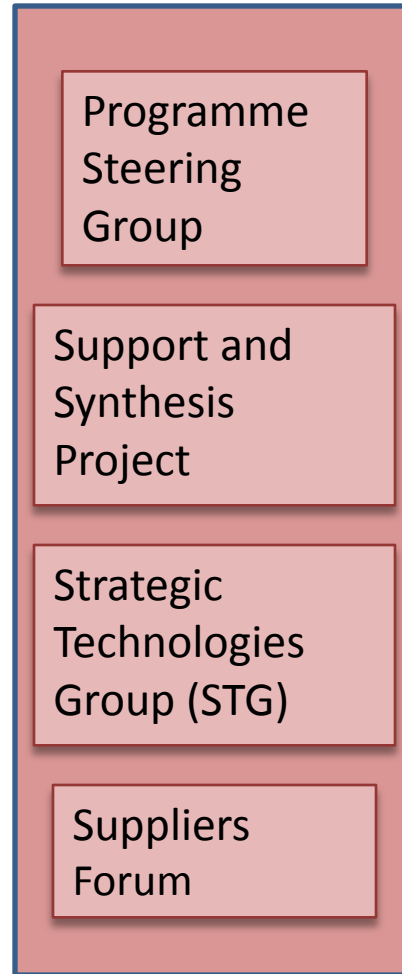 Programme
Steering
Group
Support and
Synthesis
Project
Strategic
Technologies
Group (STG)
Suppliers
Forum